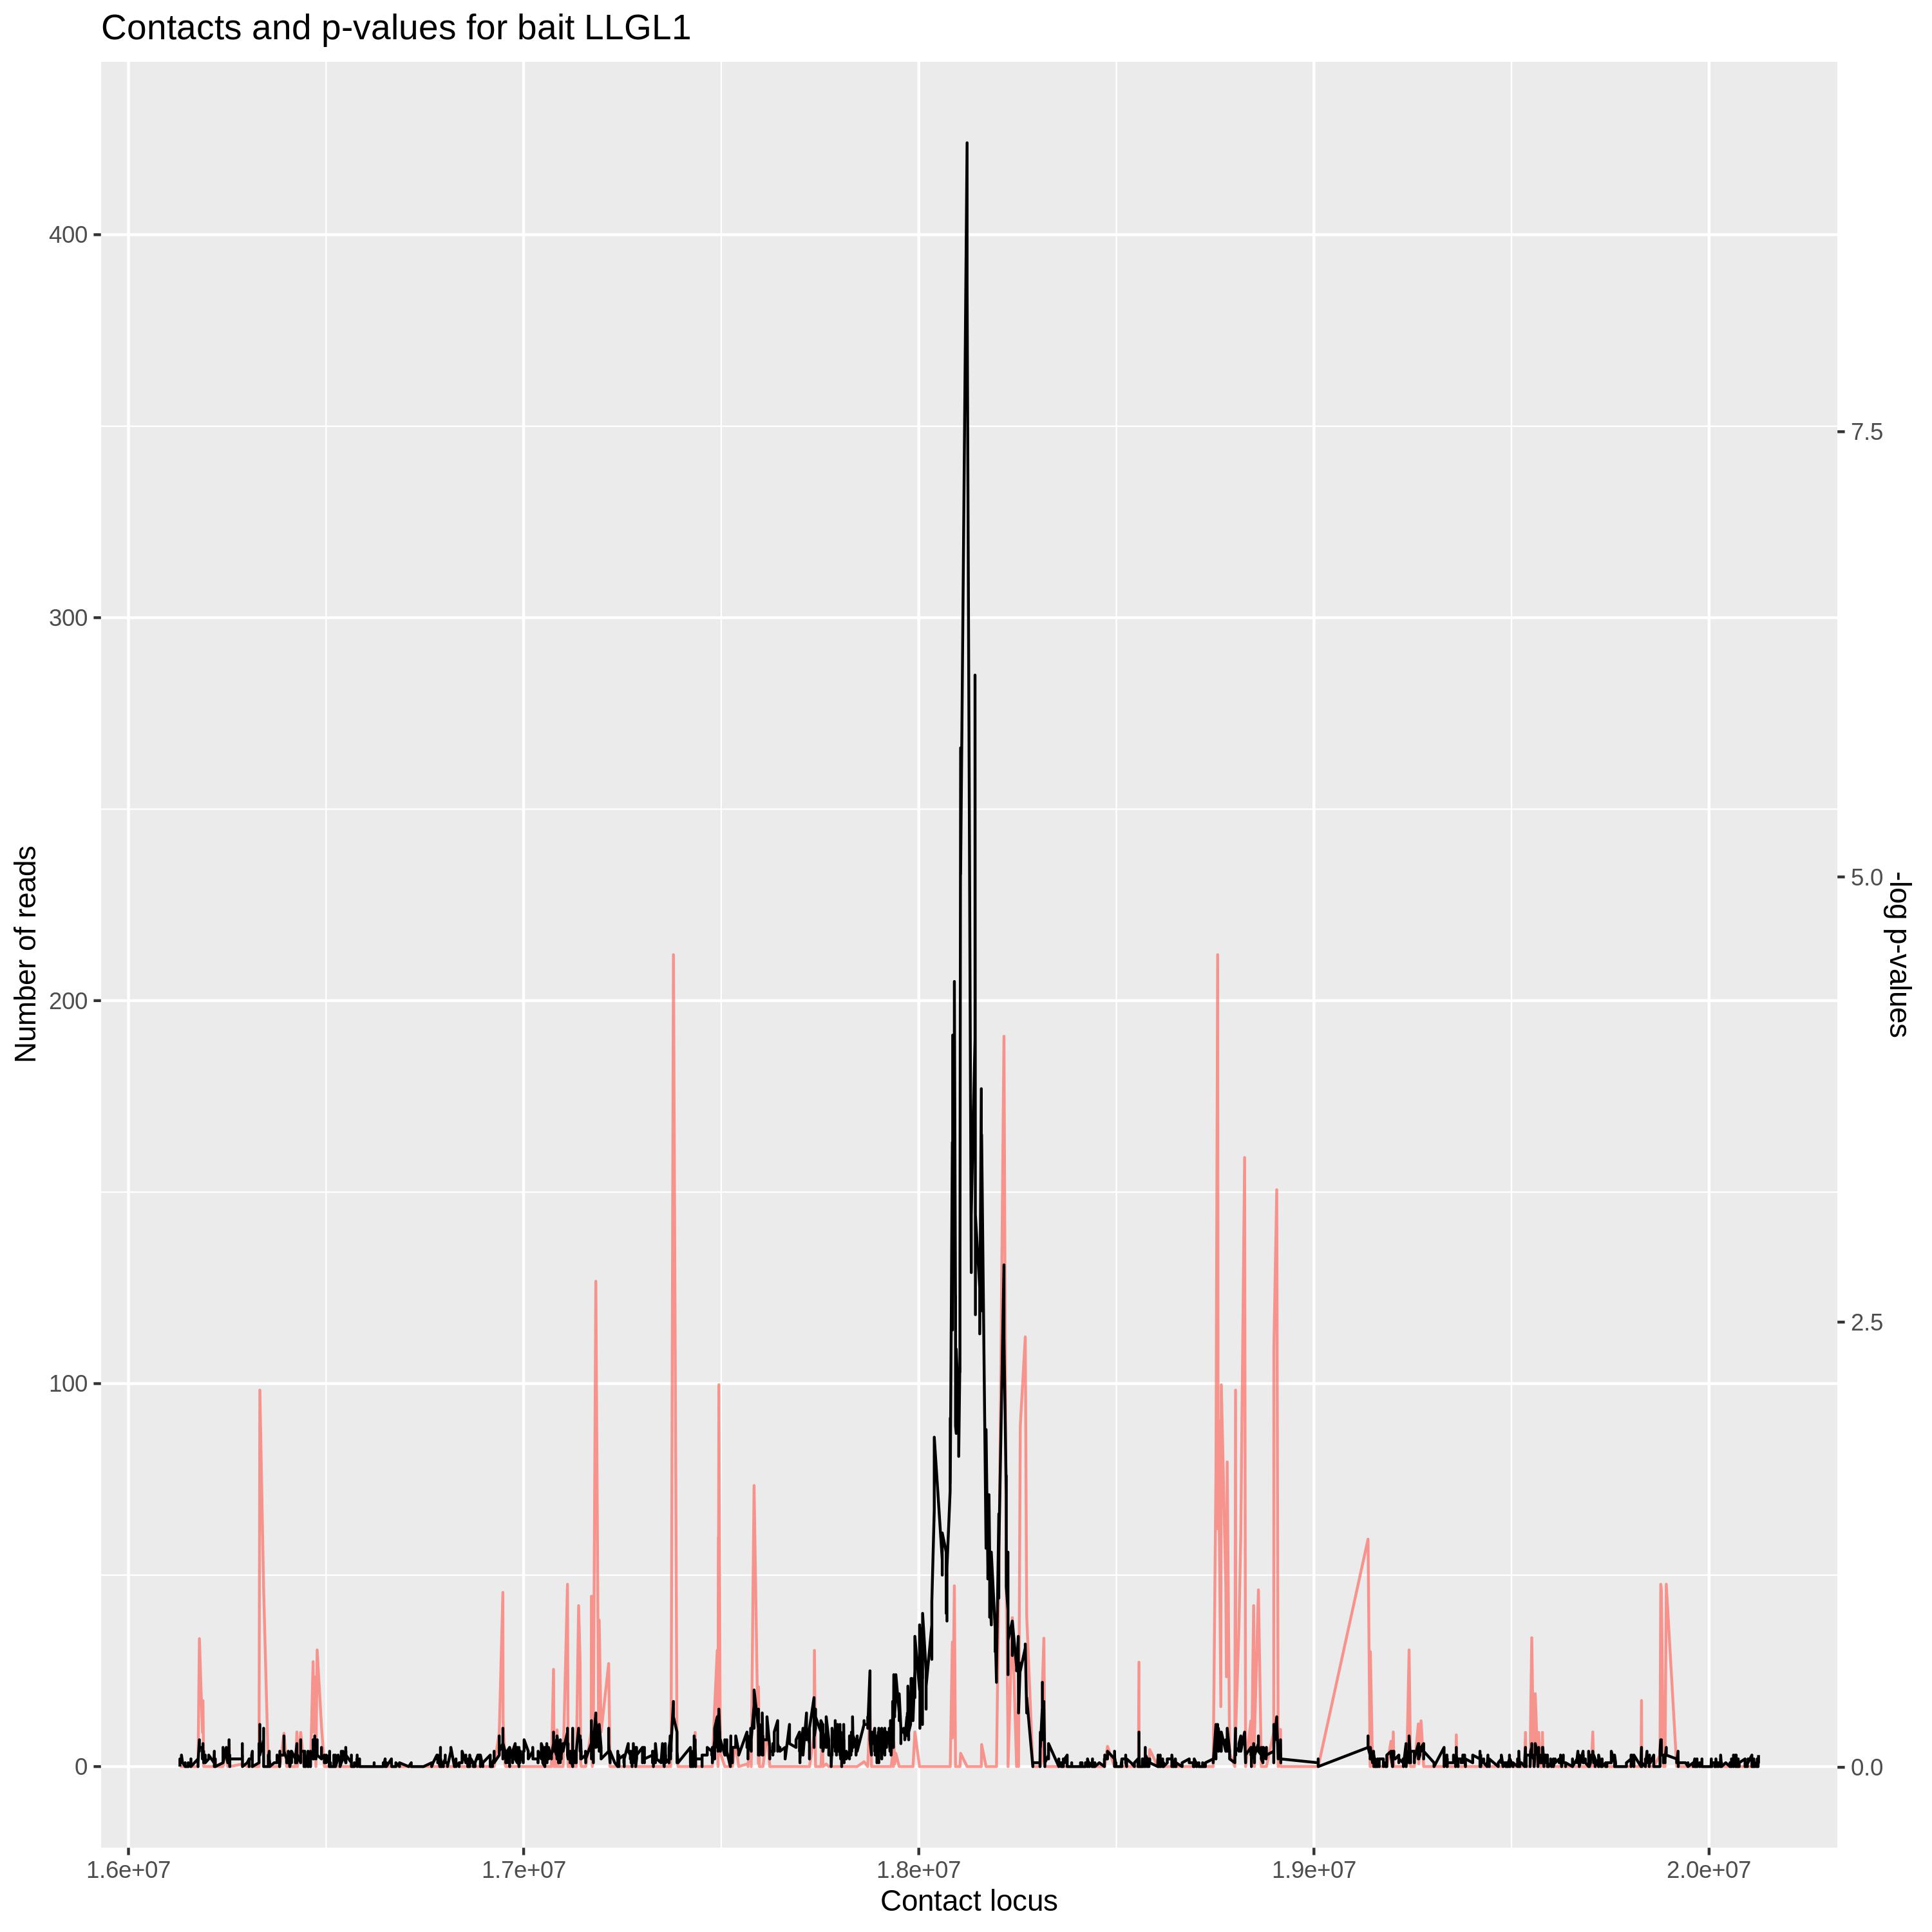 Contacts and p-values for bait LLGL1
400
300
200
100
0
7.5
5.0
2.5
0.0
Number of reads
-log p-values
1.6e+07
1.7e+07
1.8e+07
1.9e+07
2.0e+07
Contact locus